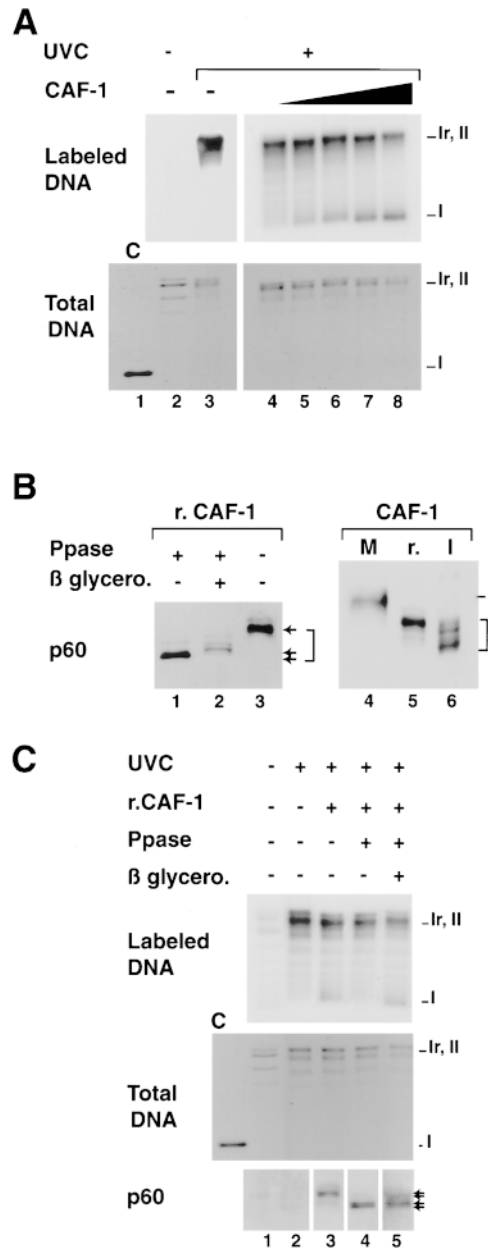 A
UVC - +
CAF-1 - -
Labeled DNA
Ir, II
I
C
Total DNA
Ir, II
I
1 2 3 4 5 6 7 8
B
r. CAF-1
CAF-1
Ppase + + -
ß glycero. - + -
M r. I
p60
1 2 3 4 5 6
C
UVC - + + + +
r.CAF-1 - - + + +
Ppase - - - + +
ß glycero. - - - - +
Labeled DNA
Ir, II
I
C
Total DNA
Ir, II
I
p60
1 2 3 4 5